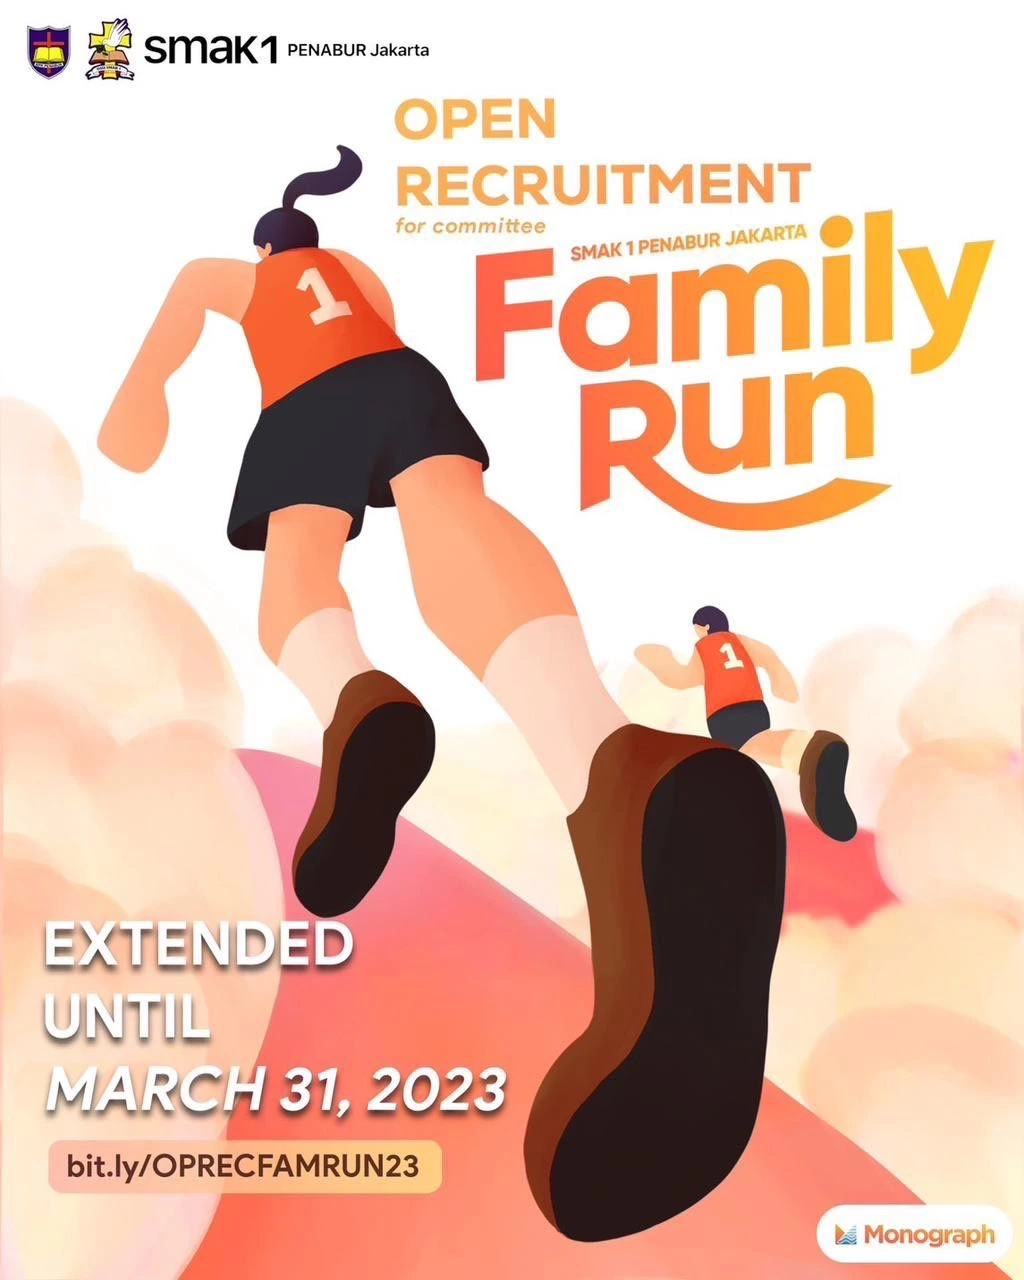 smak1 PENABUR Jakarta
OPEN
RECRUITMENT
for committee
SMAK 1 PENABUR JAKARTA
Family
Run
1
1
EXTENDED
UNTIL
MARCH 31, 2023
bit.ly/OPRECFAMRUN23
Monograph